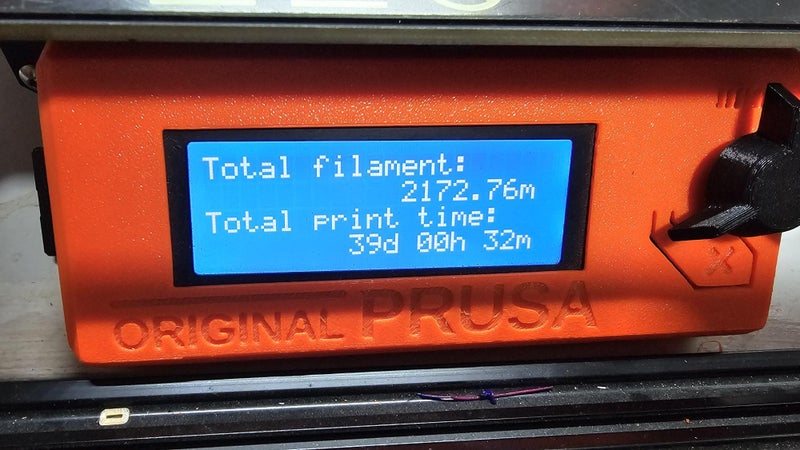 Total filament:
2172.76m
Total print time:
39d 00h 32m
ORIGINAL PRUSA
X